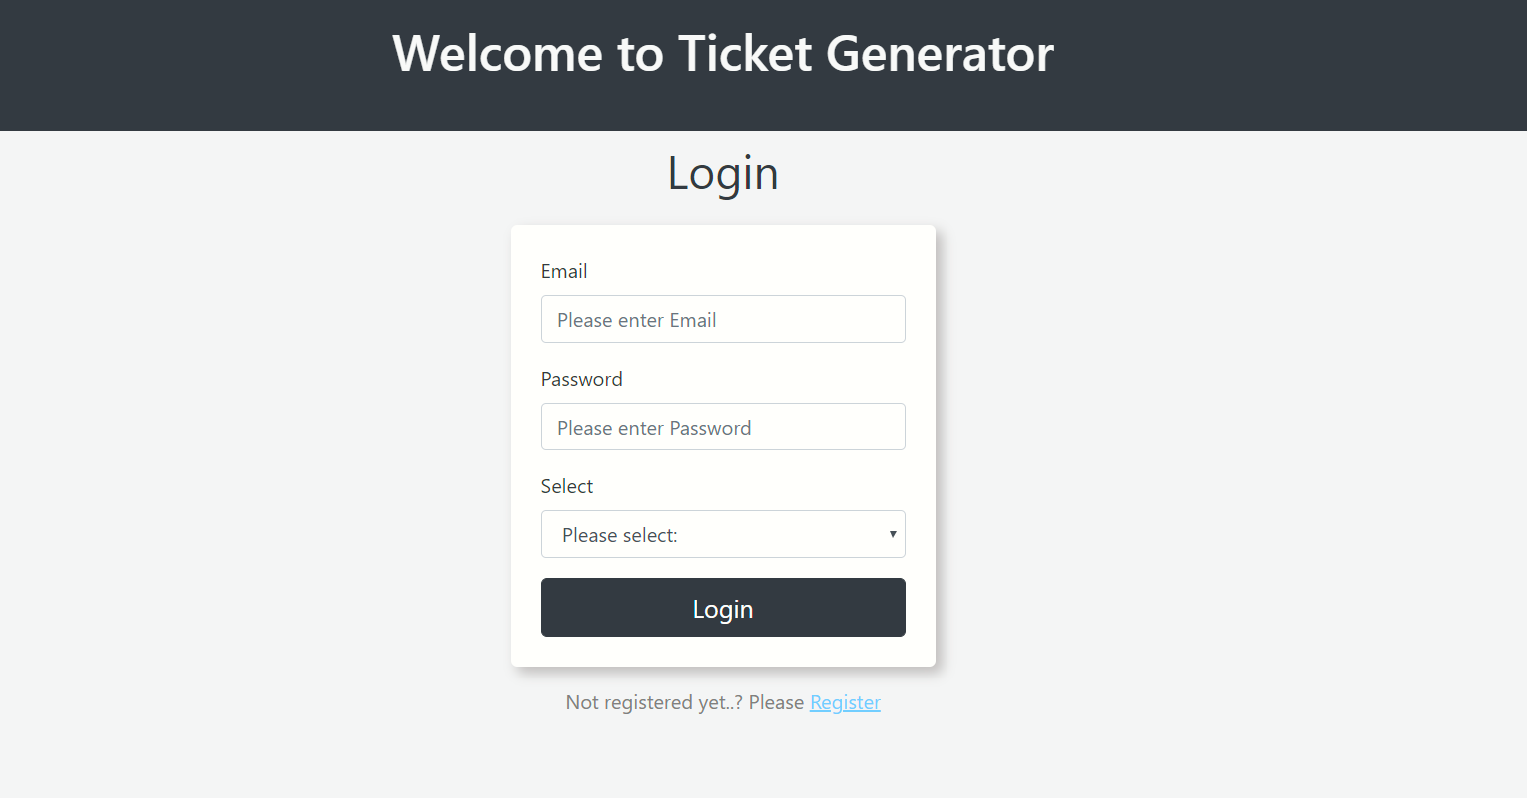 Welcome to Ticket Generator
Login
Email
Please enter Email
Password
Please enter Password
Select
Please select:
Login
Not registered yet..? Please Register